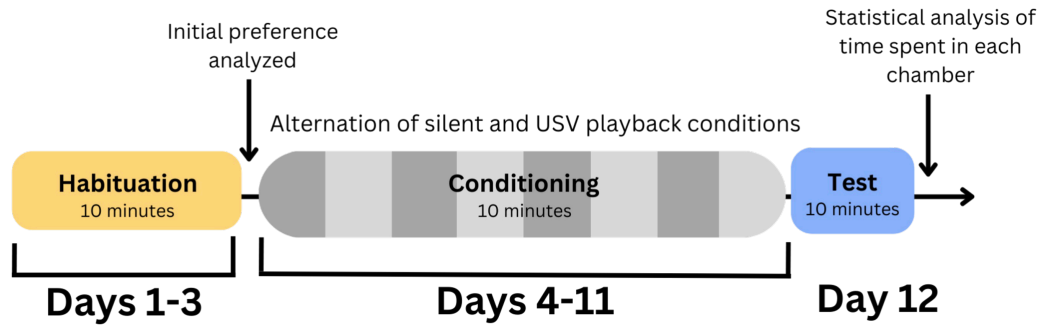 Initial preference
analyzed
Statistical analysis of
time spent in each
chamber
Alternation of silent and USV playback conditions
Habituation
10 minutes
Conditioning
10 minutes
Test
10 minutes
Days 1-3
Days 4-11
Day 12